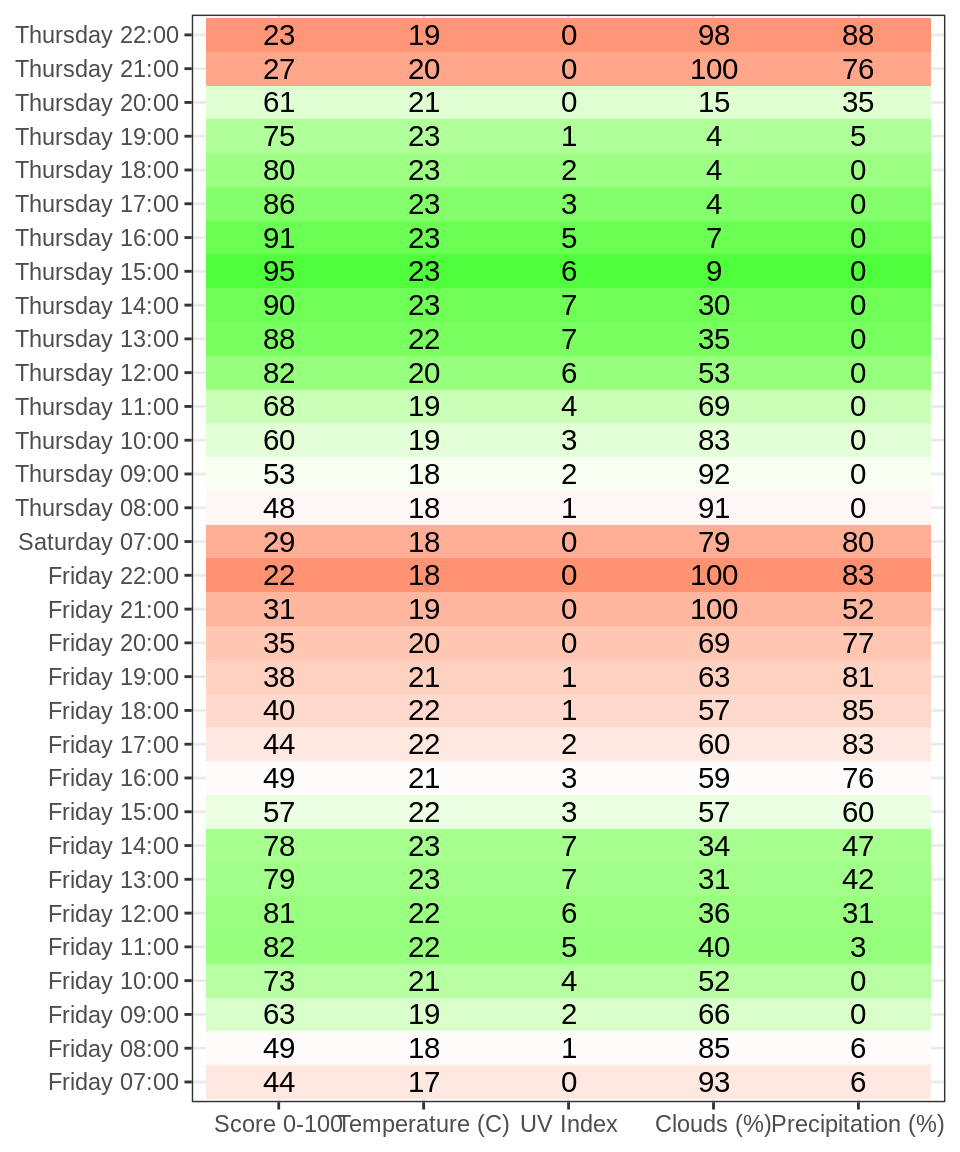 Thursday 22:00 23 19 0 98 88
Thursday 21:00 27 20 0 100 76
Thursday 20:00 61 21 0 15 35
Thursday 19:00 75 23 1 4 5
Thursday 18:00 80 23 2 4 0
Thursday 17:00 86 23 3 4 0
Thursday 16:00 91 23 5 7 0
Thursday 15:00 95 23 6 9 0
Thursday 14:00 90 23 7 30 0
Thursday 13:00 88 22 7 35 0
Thursday 12:00 82 20 6 53 0
Thursday 11:00 68 19 4 69 0
Thursday 10:00 60 19 3 83 0
Thursday 09:00 53 18 2 92 0
Thursday 08:00 48 18 1 91 0
Saturday 07:00 29 18 0 79 80
Friday 22:00 22 18 0 100 83
Friday 21:00 31 19 0 100 52
Friday 20:00 35 20 0 69 77
Friday 19:00 38 21 1 63 81
Friday 18:00 40 22 1 57 85
Friday 17:00 44 22 2 60 83
Friday 16:00 49 21 3 59 76
Friday 15:00 57 22 3 57 60
Friday 14:00 78 23 7 34 47
Friday 13:00 79 23 7 31 42
Friday 12:00 81 22 6 36 31
Friday 11:00 82 22 5 40 3
Friday 10:00 73 21 4 52 0
Friday 09:00 63 19 2 66 0
Friday 08:00 49 18 1 85 6
Friday 07:00 44 17 0 93 6
Score 0-100 Temperature (C) UV Index Clouds (%) Precipitation (%)